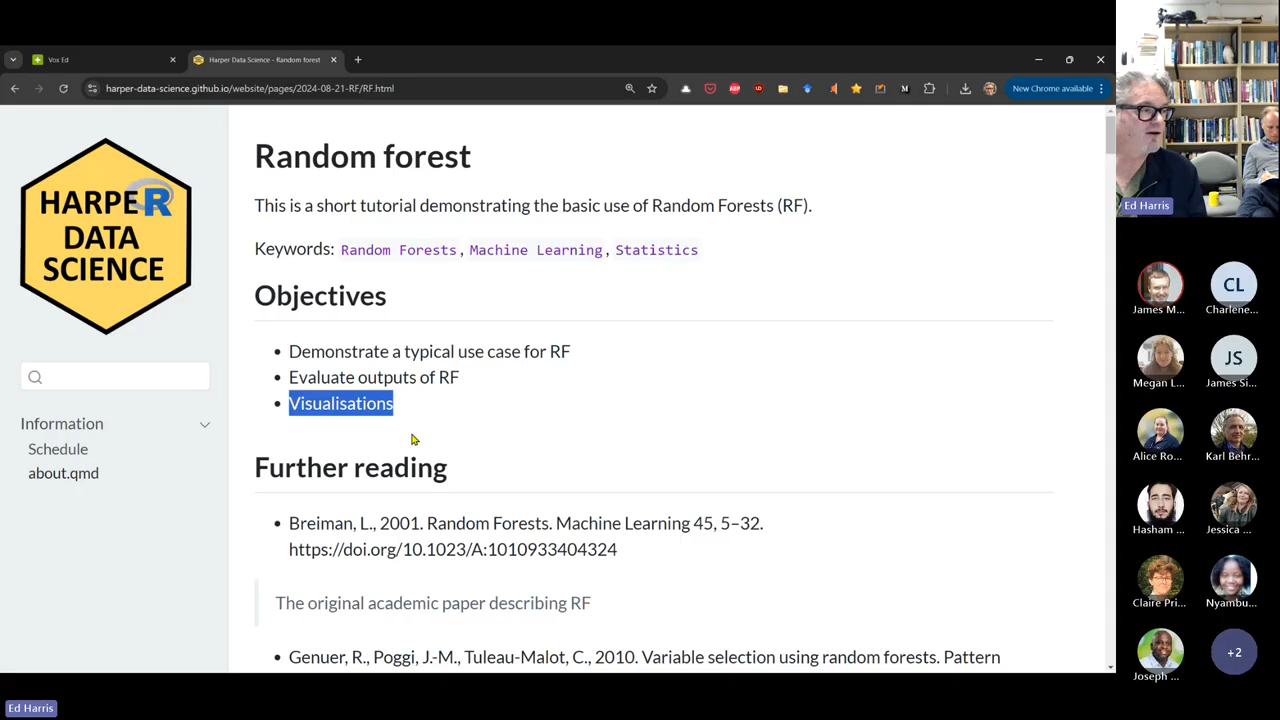 Vox Ed
Harper Data Science - Random forest
harper-data-science.github.io/website/pages/2024-08-21-RF/RF.html
New Chrome available
HARPER
DATA
SCIENCE
Information
Schedule
about.qmd
Random forest
This is a short tutorial demonstrating the basic use of Random Forests (RF).
Keywords: Random Forests, Machine Learning, Statistics
Objectives
• Demonstrate a typical use case for RF
• Evaluate outputs of RF
• Visualisations
Further reading
• Breiman, L., 2001. Random Forests. Machine Learning 45, 5–32.
https://doi.org/10.1023/A:1010933404324
The original academic paper describing RF
• Genuer, R., Poggi, J.-M., Tuleau-Malot, C., 2010. Variable selection using random forests. Pattern
Ed Harris
James M...
CL
Charlene...
Megan L...
JS
James Si...
Alice Ro...
Karl Behr...
Hasham ...
Jessica ...
Claire Pri...
Nyambu...
Joseph ...
+2
Ed Harris